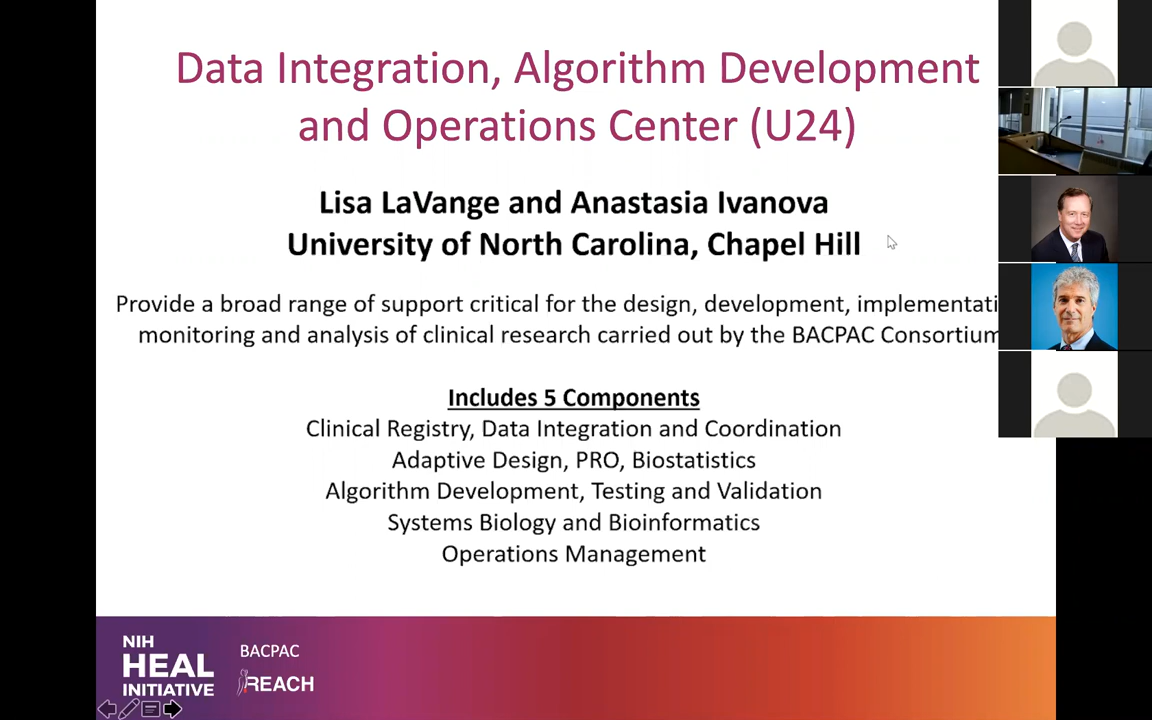 Data Integration, Algorithm Development
and Operations Center (U24)
Lisa LaVange and Anastasia Ivanova
University of North Carolina, Chapel Hill
Provide a broad range of support critical for the design, development, implementati
monitoring and analysis of clinical research carried out by the BACPAC Consortium
Includes 5 Components
Clinical Registry, Data Integration and Coordination
Adaptive Design, PRO, Biostatistics
Algorithm Development, Testing and Validation
Systems Biology and Bioinformatics
Operations Management
NIH
HEAL
INITIATIVE
BACPAC
REACH